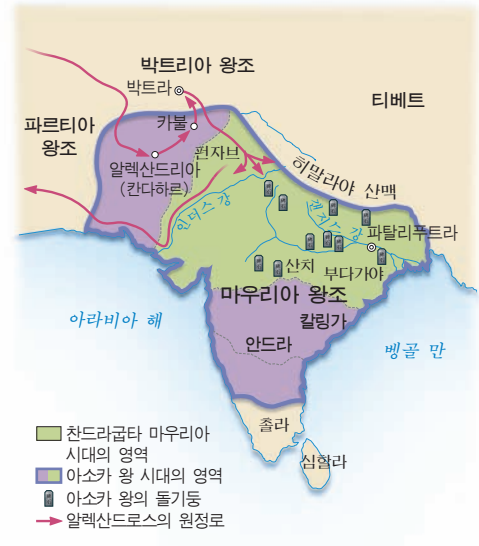 박트리아 왕조
박트라
티베트
파르티아
왕조
카불
펀자브
알렉산드리아
(칸다하르)
히말라야 산맥
인더스 강
갠지스 강
파탈리푸트라
산치
부다가야
마우리아 왕조
칼링가
아라비아 해
안드라
벵골 만
촐라
심할라
찬드라굽타 마우리아
시대의 영역
아소카 왕 시대의 영역
아소카 왕의 돌기둥
알렉산드로스의 원정로